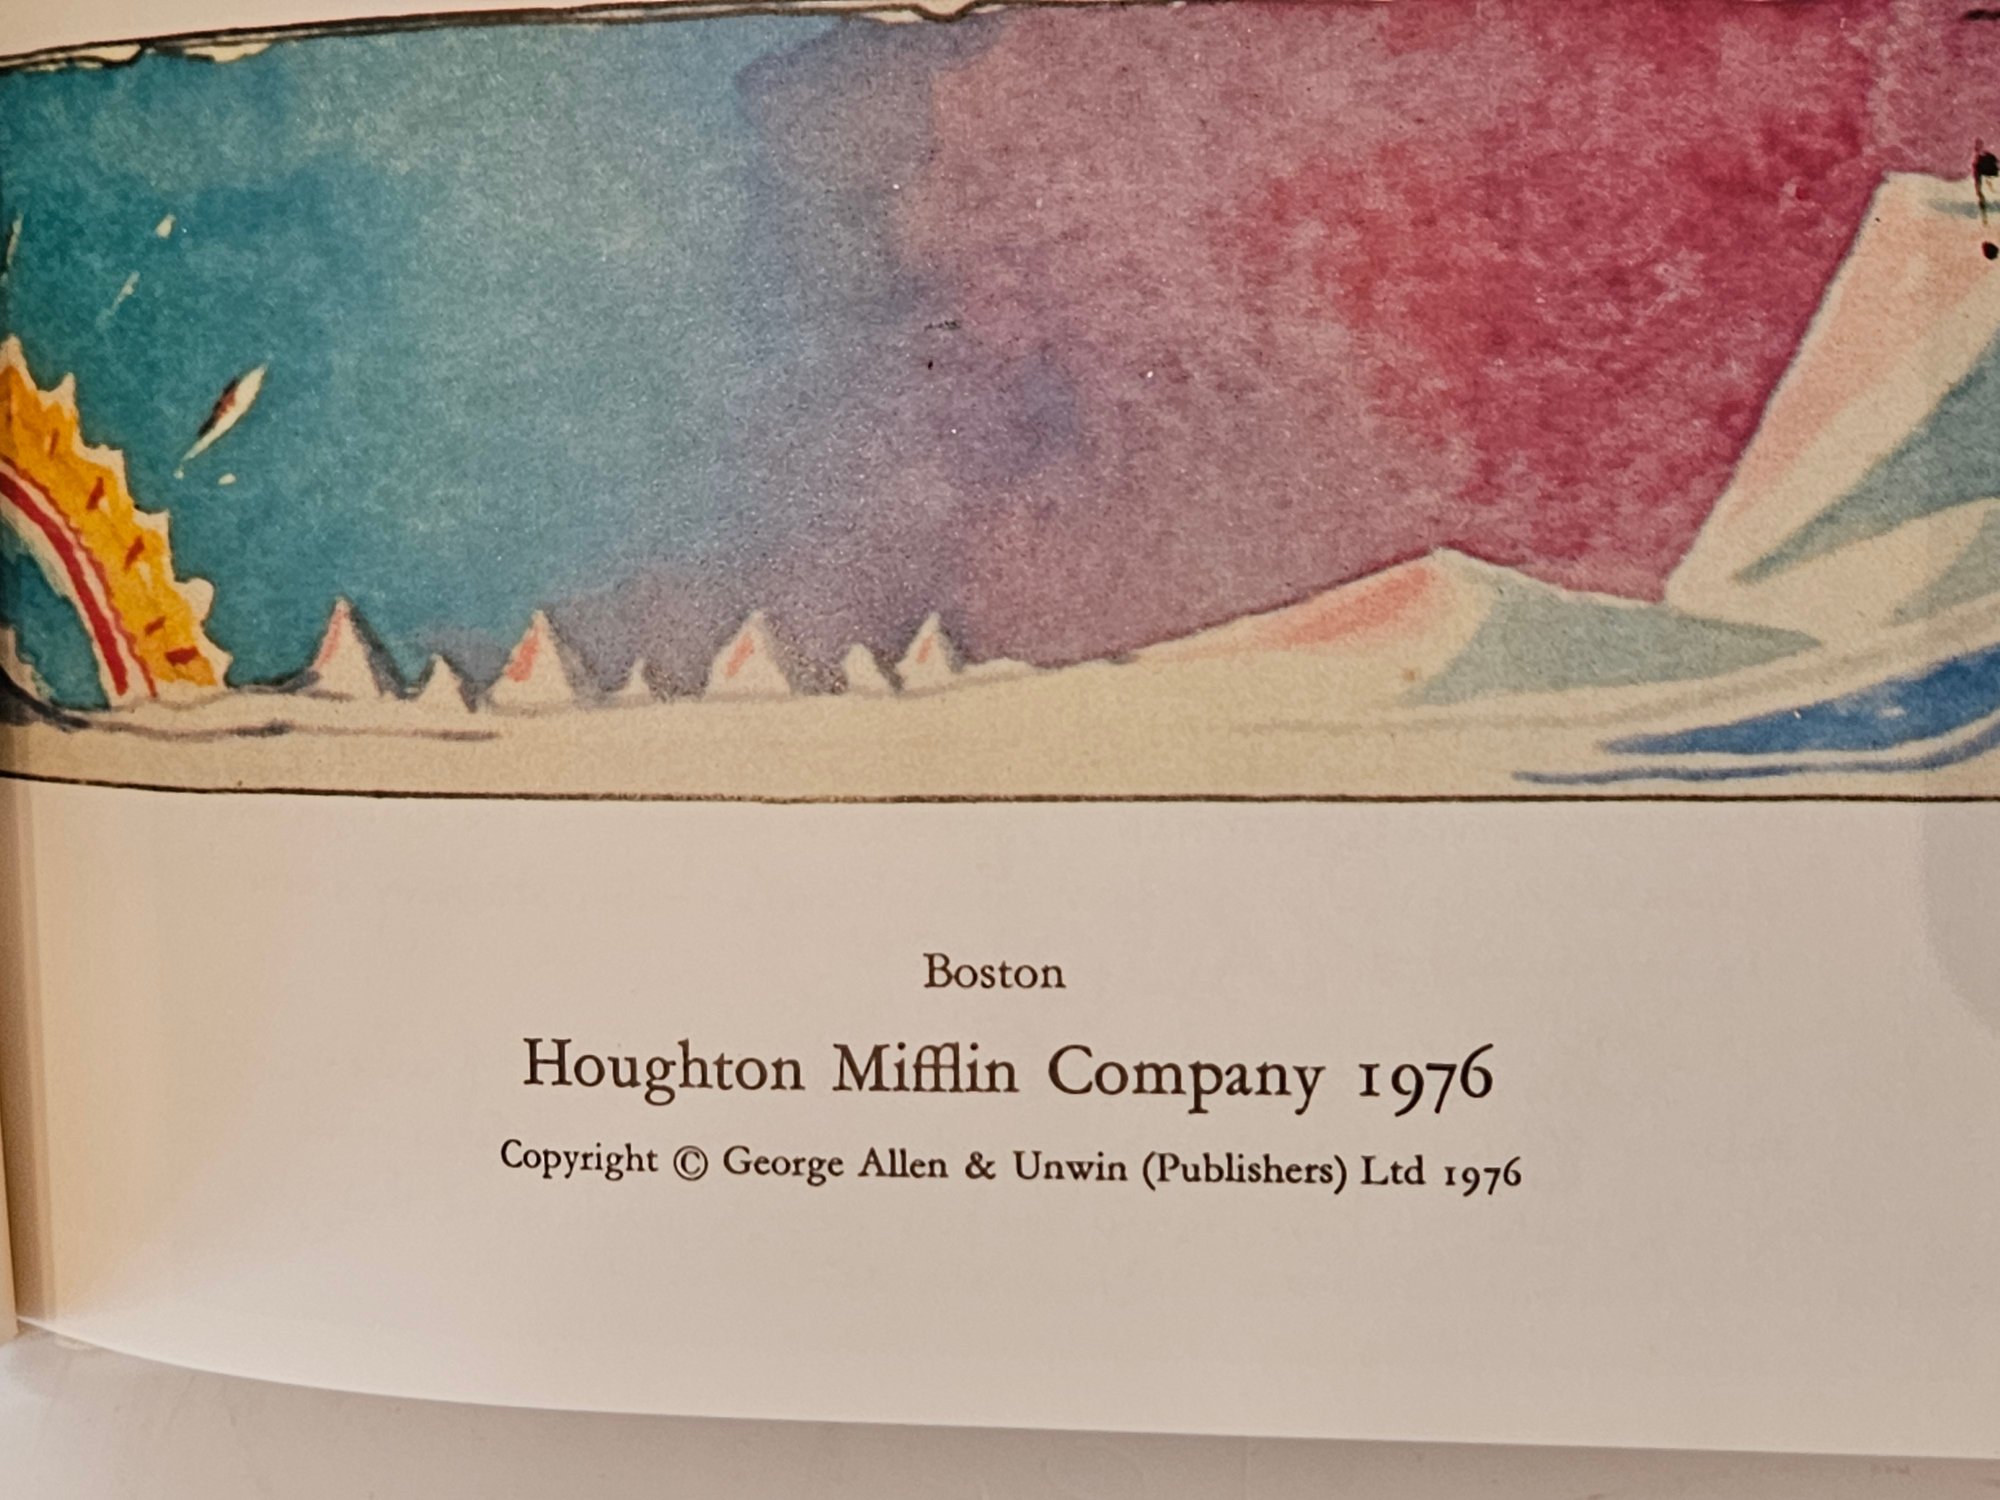 Boston
Houghton Mifflin Company 1976
Copyright © George Allen & Unwin (Publishers) Ltd 1976